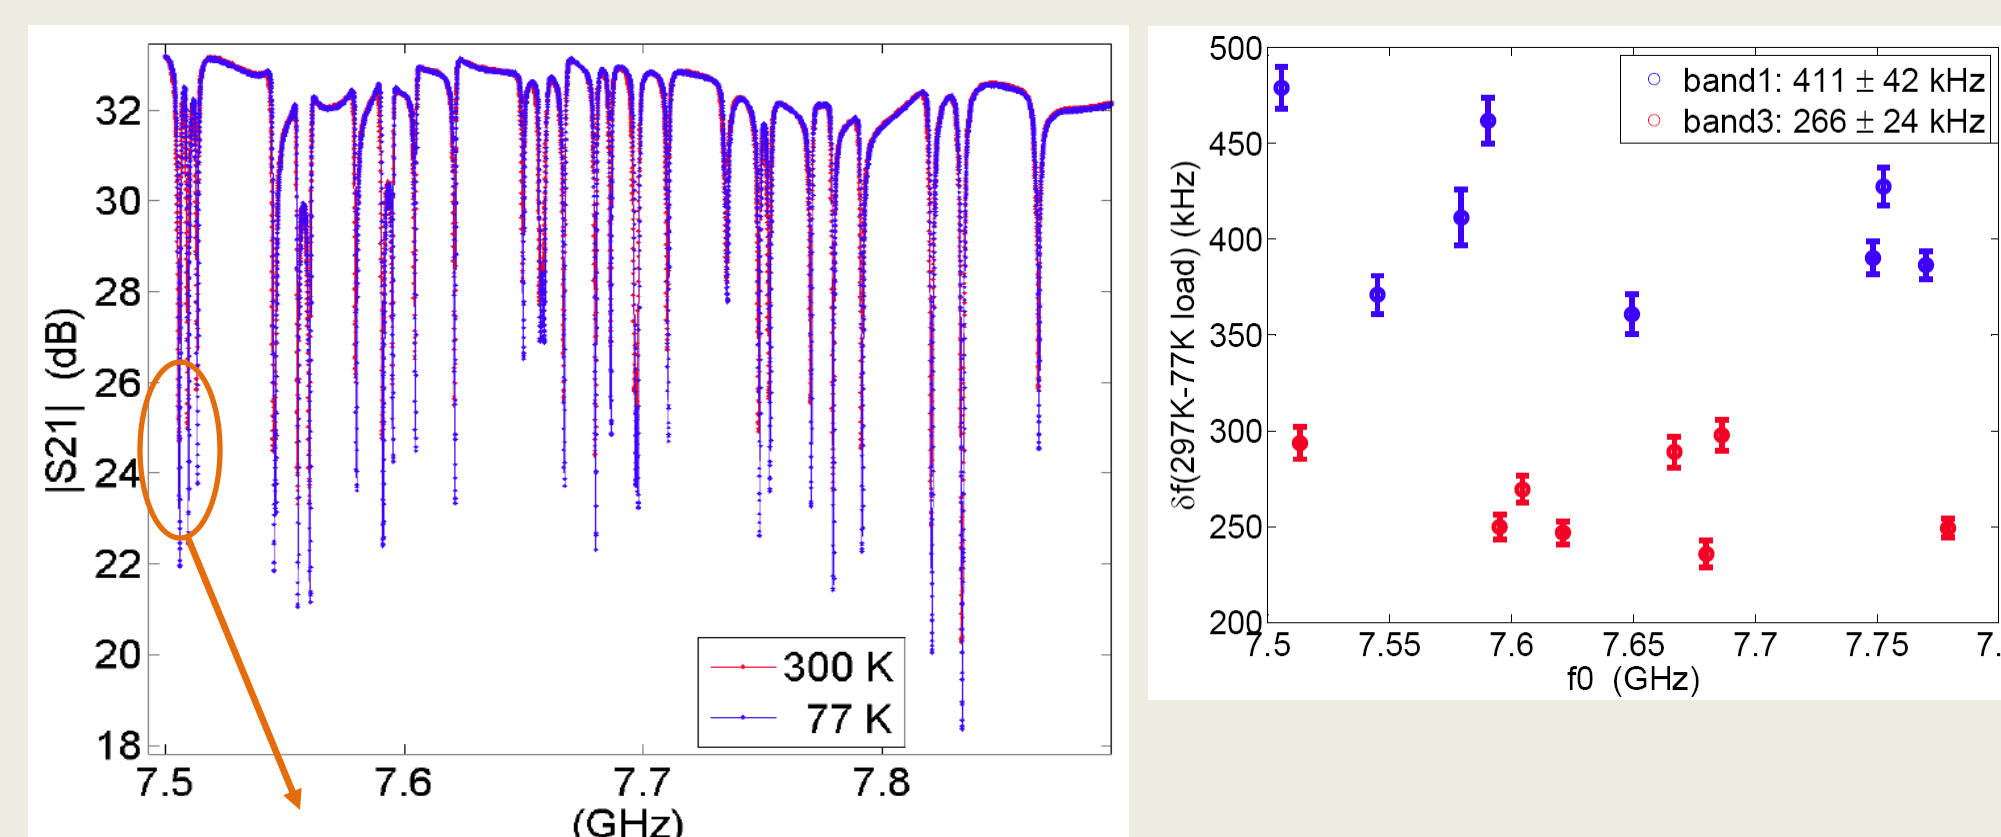 |S21| (dB)
32
30
28
26
24
22
20
18
7.5 7.6 7.7 7.8
(GHz)
300 K
77 K
δf(297K-77K load) (kHz)
500
450
400
350
300
250
200
7.5 7.55 7.6 7.65 7.7 7.75 7.
f0 (GHz)
band1: 411 ± 42 kHz
band3: 266 ± 24 kHz